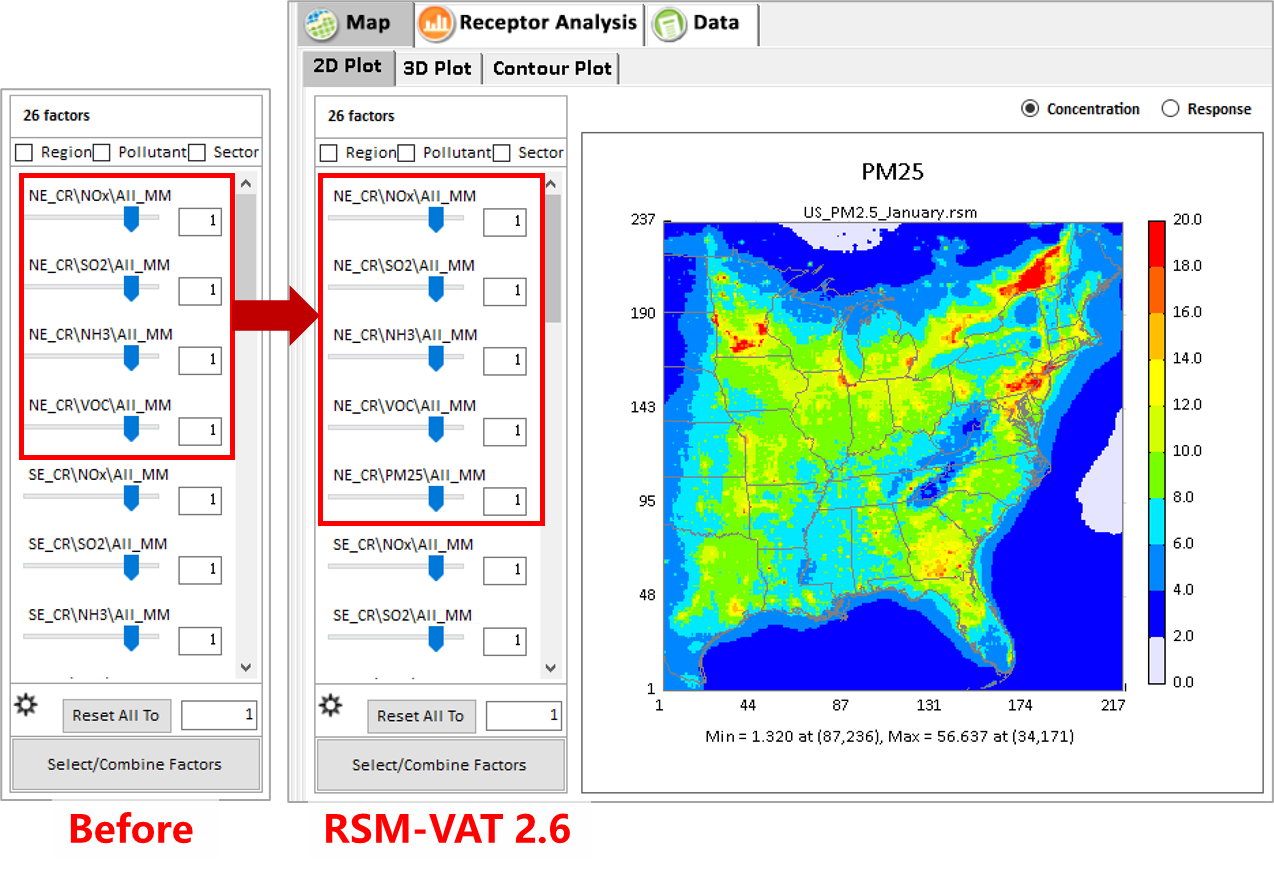 Map Receptor Analysis Data
2D Plot 3D Plot Contour Plot
26 factors
Region Pollutant Sector
NE_CR\NOx\All_MM
1
NE_CR\SO2\All_MM
1
NE_CR\NH3\All_MM
1
NE_CR\VOC\All_MM
1
SE_CR\NOx\All_MM
1
SE_CR\SO2\All_MM
1
SE_CR\NH3\All_MM
1
Reset All To 1
Select/Combine Factors
Before
26 factors
Region Pollutant Sector
NE_CR\NOx\All_MM
1
NE_CR\SO2\All_MM
1
NE_CR\NH3\All_MM
1
NE_CR\VOC\All_MM
1
NE_CR\PM25\All_MM
1
SE_CR\NOx\All_MM
1
SE_CR\SO2\All_MM
1
Reset All To 1
Select/Combine Factors
RSM-VAT 2.6
Concentration Response
PM25
US_PM2.5_January.rsm
237
190
143
95
48
1
1 44 87 131 174 217
20.0
18.0
16.0
14.0
12.0
10.0
8.0
6.0
4.0
2.0
0.0
Min = 1.320 at (87,236), Max = 56.637 at (34,171)